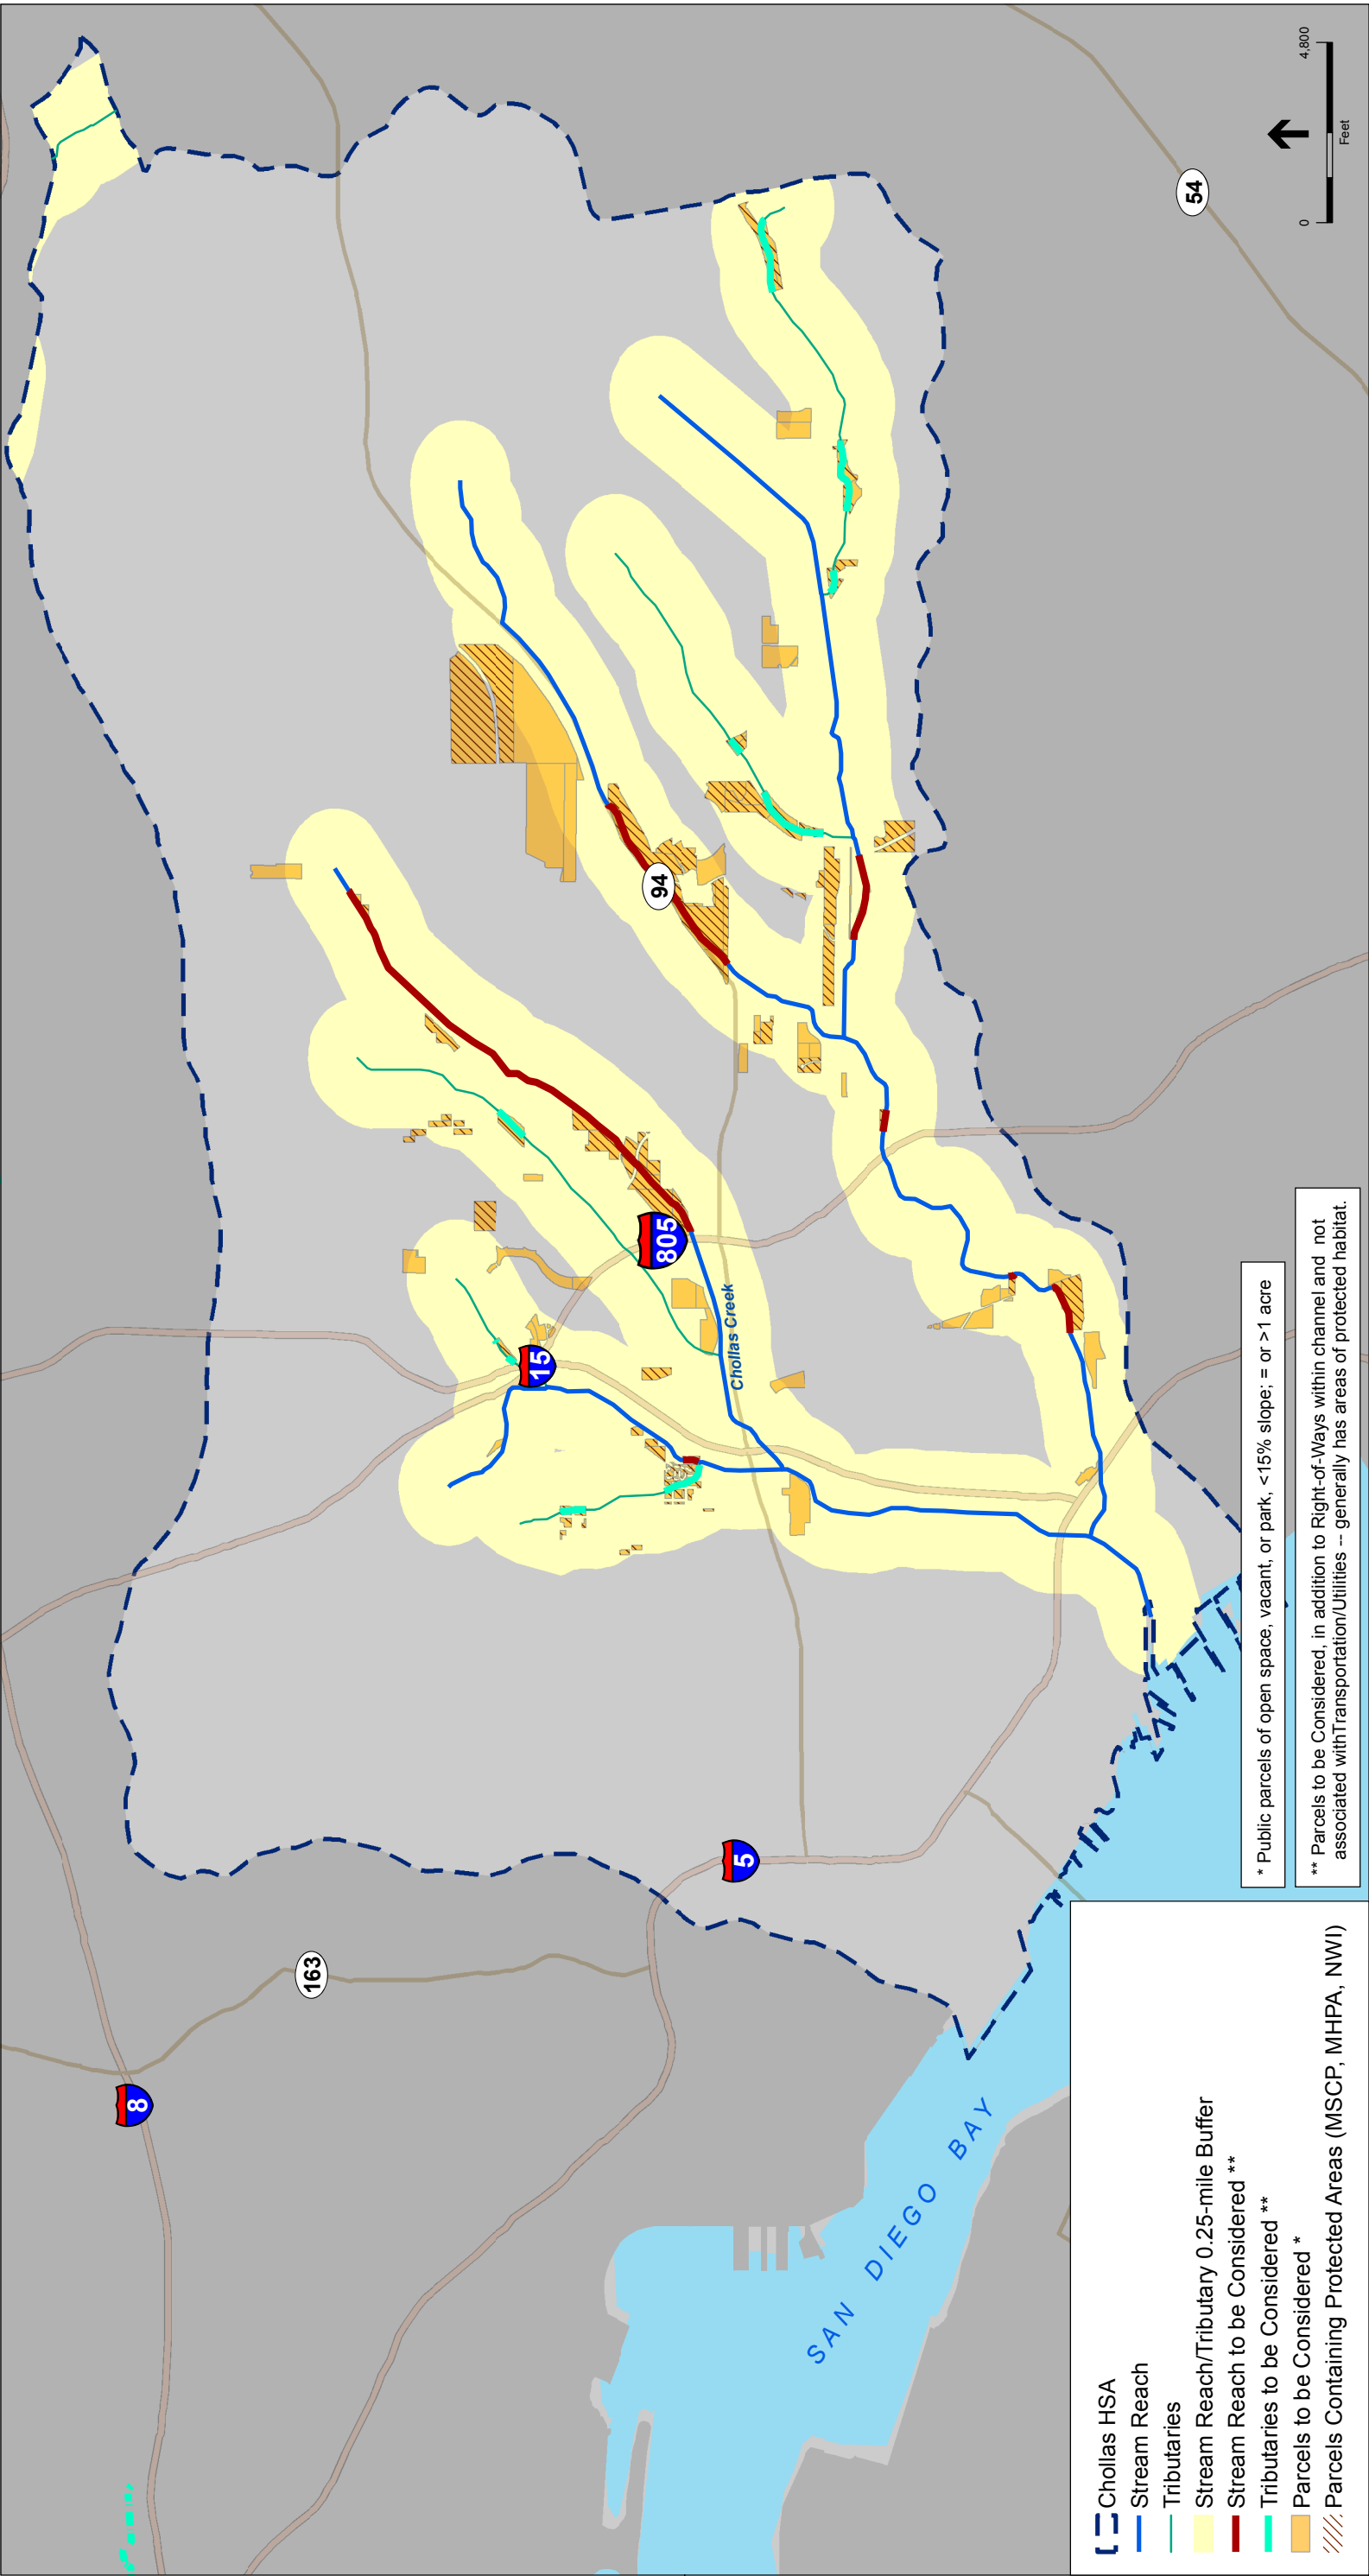 8
163
5
15
805
94
54
Chollas Creek
SAN DIEGO BAY
0
4,800
Feet
Chollas HSA
Stream Reach
Tributaries
Stream Reach/Tributary 0.25-mile Buffer
Stream Reach to be Considered **
Tributaries to be Considered **
Parcels to be Considered *
Parcels Containing Protected Areas (MSCP, MHPA, NWI)
* Public parcels of open space, vacant, or park, <15% slope; = or >1 acre
** Parcels to be Considered, in addition to Right-of-Ways within channel and not
associated withTransportation/Utilities -- generally has areas of protected habitat.